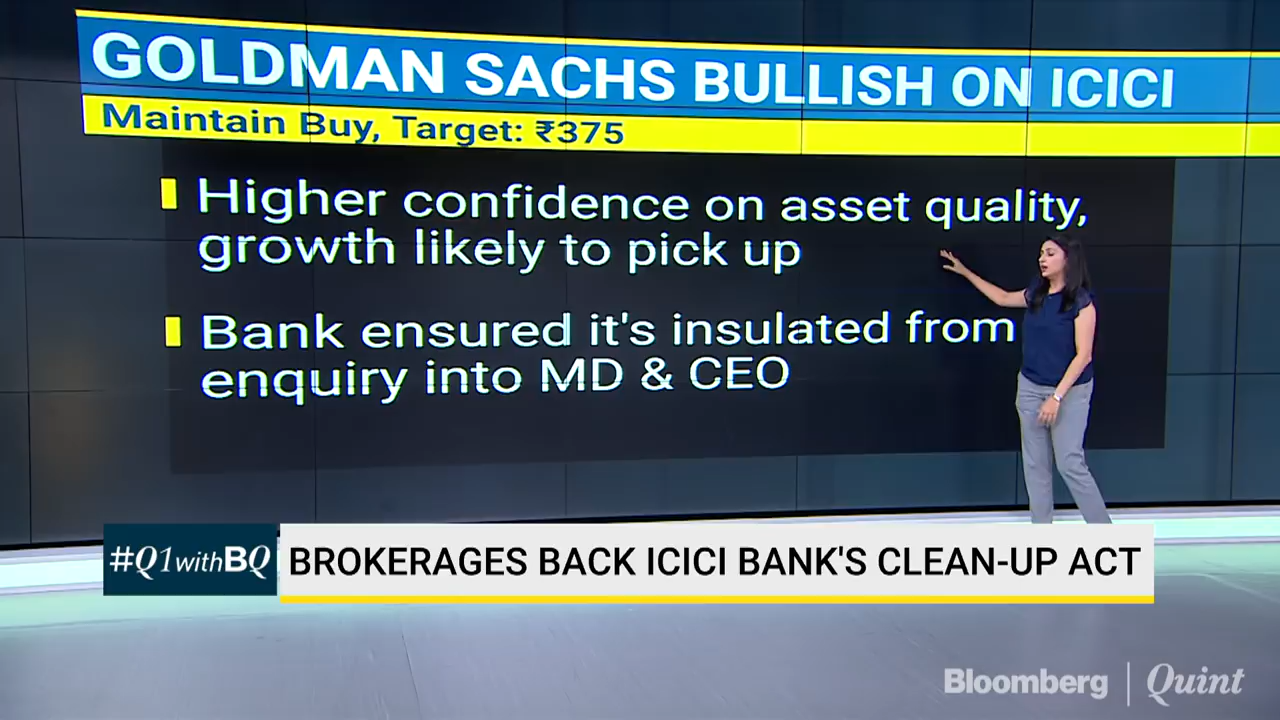 GOLDMAN SACHS BULLISH ON ICICI
Maintain Buy, Target: ₹375
Higher confidence on asset quality,
growth likely to pick up
Bank ensured it's insulated from
enquiry into MD & CEO
#Q1withBQ
BROKERAGES BACK ICICI BANK'S CLEAN-UP ACT
Bloomberg | Quint